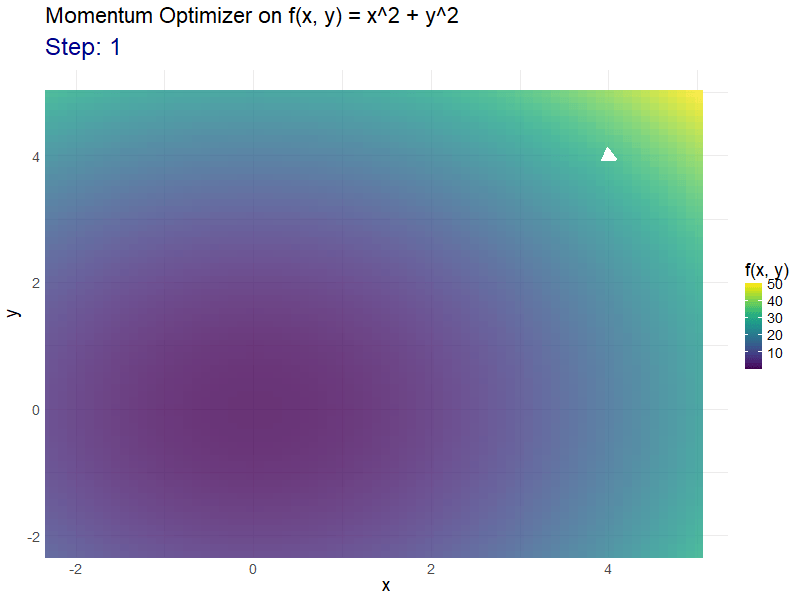 Momentum Optimizer on f(x, y) = x^2 + y^2
Step: 1
4
2
0
-2
y
-2
0
2
4
x
f(x, y)
50
40
30
20
10